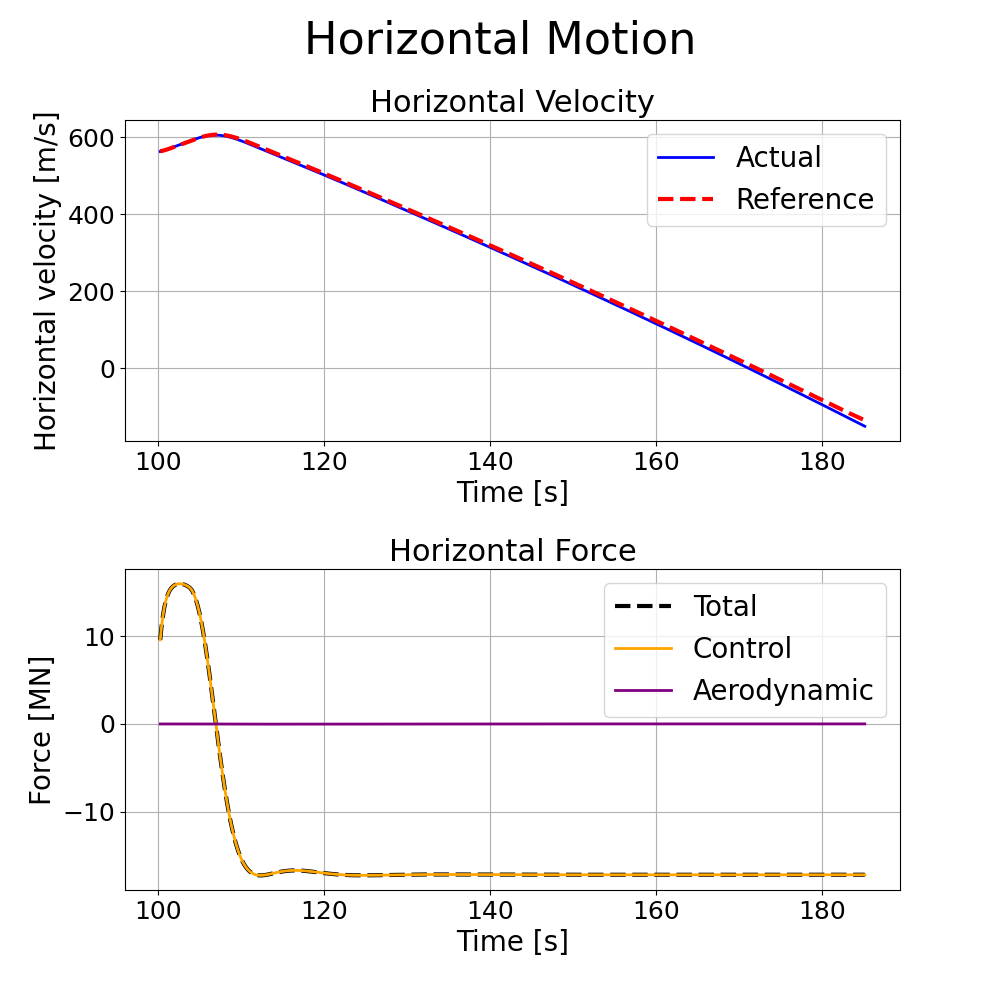 Horizontal Motion
Horizontal Velocity
Horizontal velocity [m/s]
600
400
200
0
Actual
Reference
100 120 140 160 180
Time [s]
Horizontal Force
Force [MN]
10
0
−10
Total
Control
Aerodynamic
100 120 140 160 180
Time [s]